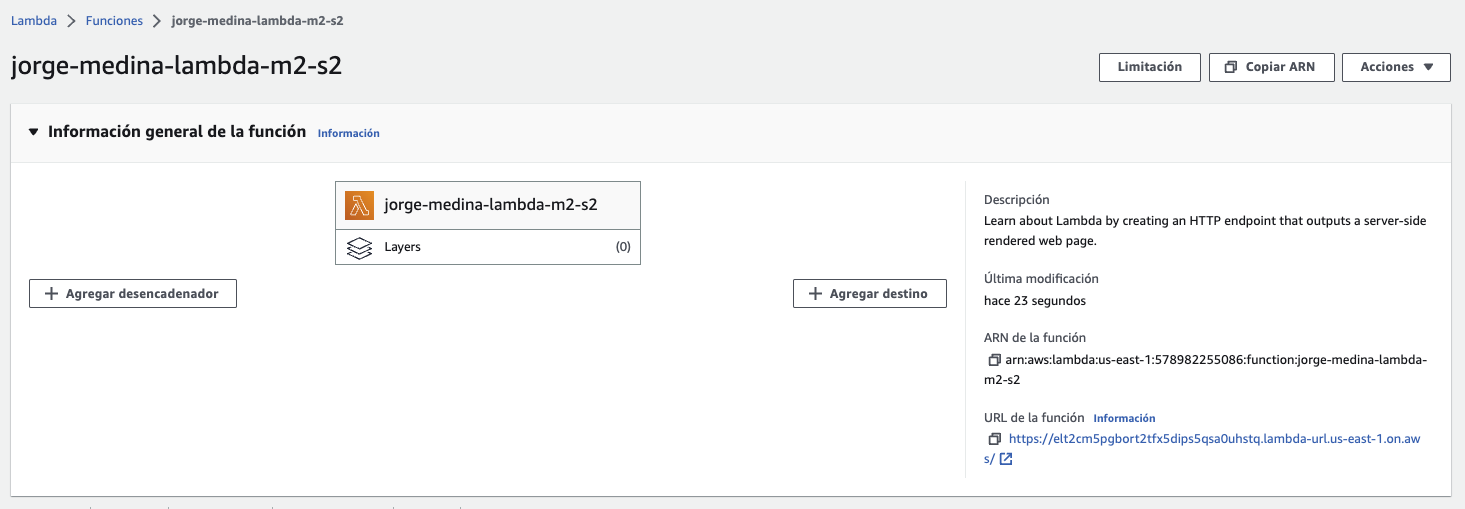 Lambda > Funciones > jorge-medina-lambda-m2-s2
jorge-medina-lambda-m2-s2
Limitación
Copiar ARN
Acciones
Información general de la función Información
jorge-medina-lambda-m2-s2
Layers (0)
Agregar desencadenador
Agregar destino
Descripción
Learn about Lambda by creating an HTTP endpoint that outputs a server-side
rendered web page.
Última modificación
hace 23 segundos
ARN de la función
arn:aws:lambda:us-east-1:578982255086:function:jorge-medina-lambda-
m2-s2
URL de la función Información
https://elt2cm5pgbort2tfx5dips5qsa0uhstq.lambda-url.us-east-1.on.aw
s/